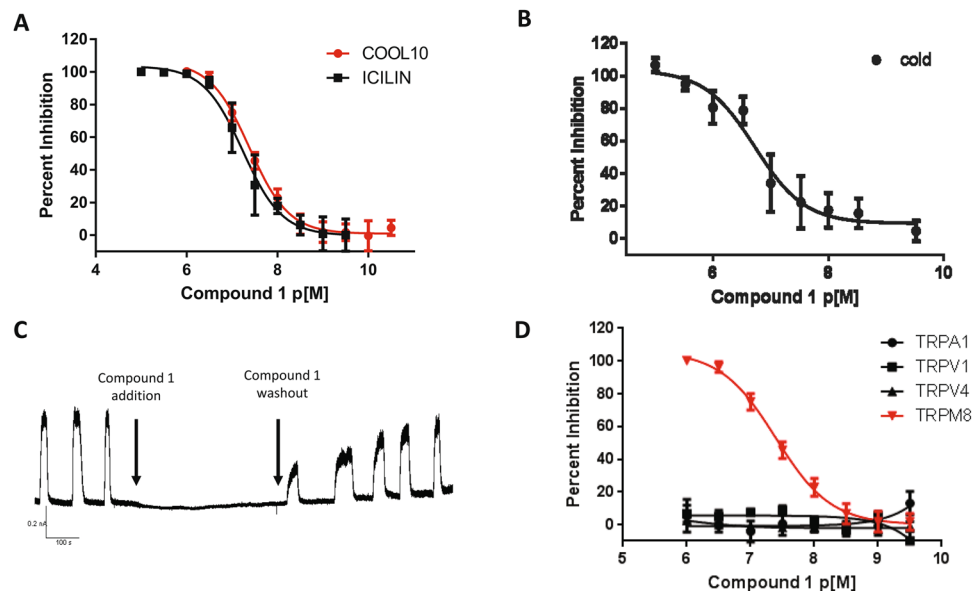 A
120
100
80
60
40
20
0
Percent Inhibition
COOL10
ICILIN
4 6 8 10
Compound 1 p[M]
B
120
100
80
60
40
20
0
Percent Inhibition
cold
6 8 10
Compound 1 p[M]
C
Compound 1
addition
Compound 1
washout
0.2 nA
100 s
D
120
100
80
60
40
20
0
Percent Inhibition
TRPA1
TRPV1
TRPV4
TRPM8
5 6 7 8 9 10
Compound 1 p[M]